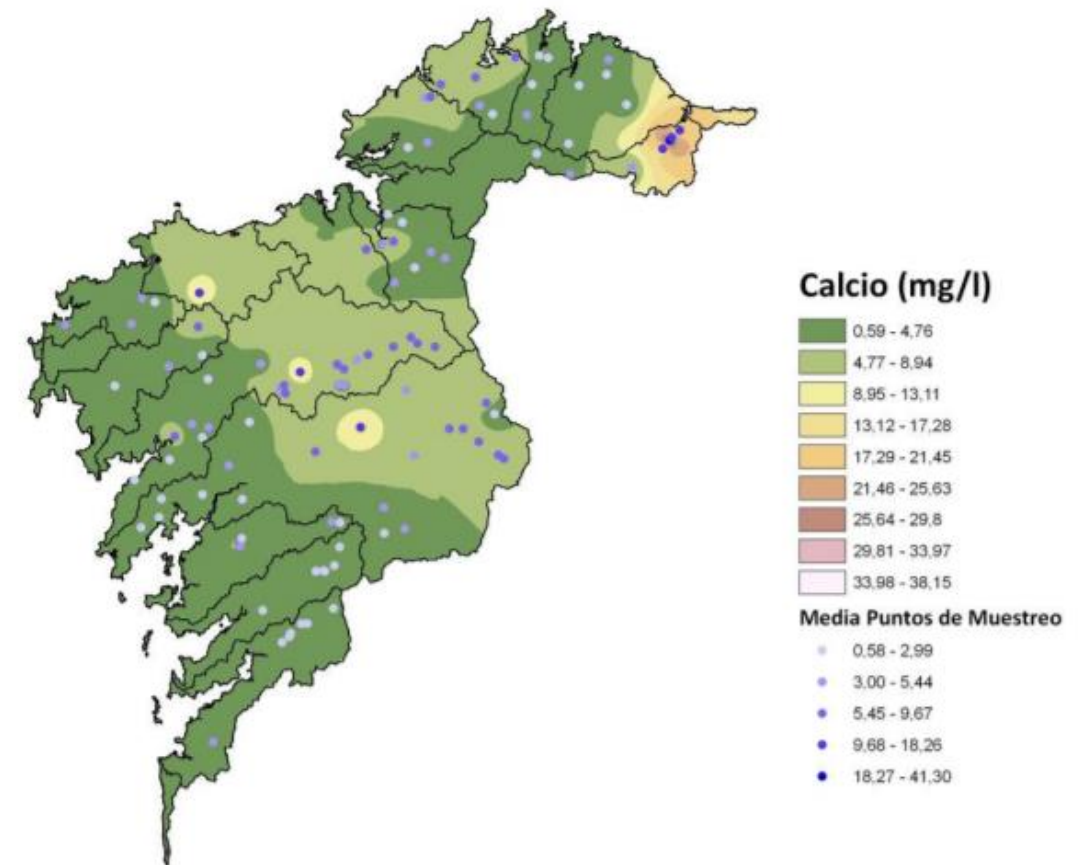 Calcio (mg/l)
0,59 - 4,76
4,77 - 8,94
8,95 - 13,11
13,12 - 17,28
17,29 - 21,45
21,46 - 25,63
25,64 - 29,8
29,81 - 33,97
33,98 - 38,15
Media Puntos de Muestreo
0,58 - 2,99
3,00 - 5,44
5,45 - 9,67
9,68 - 18,26
18,27 - 41,30